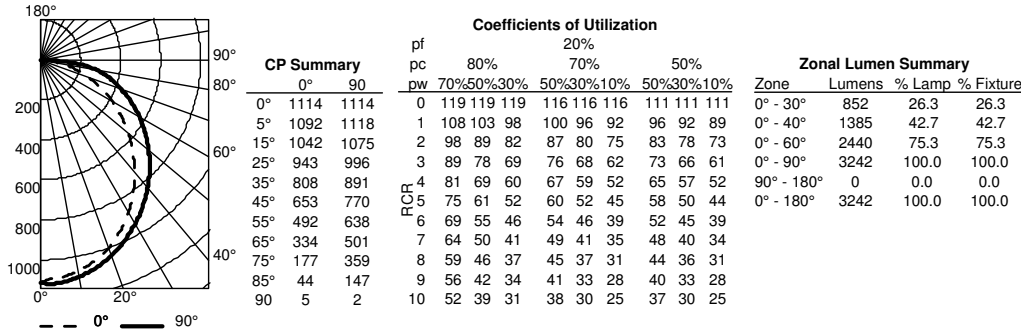 180°
90°
80°
60°
40°
200
400
600
800
1000
0° 20°
0° 90°
CP Summary
0° 90
0° 1114 1114
5° 1092 1118
15° 1042 1075
25° 943 996
35° 808 891
45° 653 770
55° 492 638
65° 334 501
75° 177 359
85° 44 147
90 5 2
Coefficients of Utilization
pf 20%
pc 80% 70% 50%
pw 70%50%30% 50%30%10% 50%30%10%
RCR
0 119 119 119 116 116 116 111 111 111
1 108 103 98 100 96 92 96 92 89
2 98 89 82 87 80 75 83 78 73
3 89 78 69 76 68 62 73 66 61
4 81 69 60 67 59 52 65 57 52
5 75 61 52 60 52 45 58 50 44
6 69 55 46 54 46 39 52 45 39
7 64 50 41 49 41 35 48 40 34
8 59 46 37 45 37 31 44 36 31
9 56 42 34 41 33 28 40 33 28
10 52 39 31 38 30 25 37 30 25
Zonal Lumen Summary
Zone Lumens % Lamp % Fixture
0° - 30° 852 26.3 26.3
0° - 40° 1385 42.7 42.7
0° - 60° 2440 75.3 75.3
0° - 90° 3242 100.0 100.0
90° - 180° 0 0.0 0.0
0° - 180° 3242 100.0 100.0